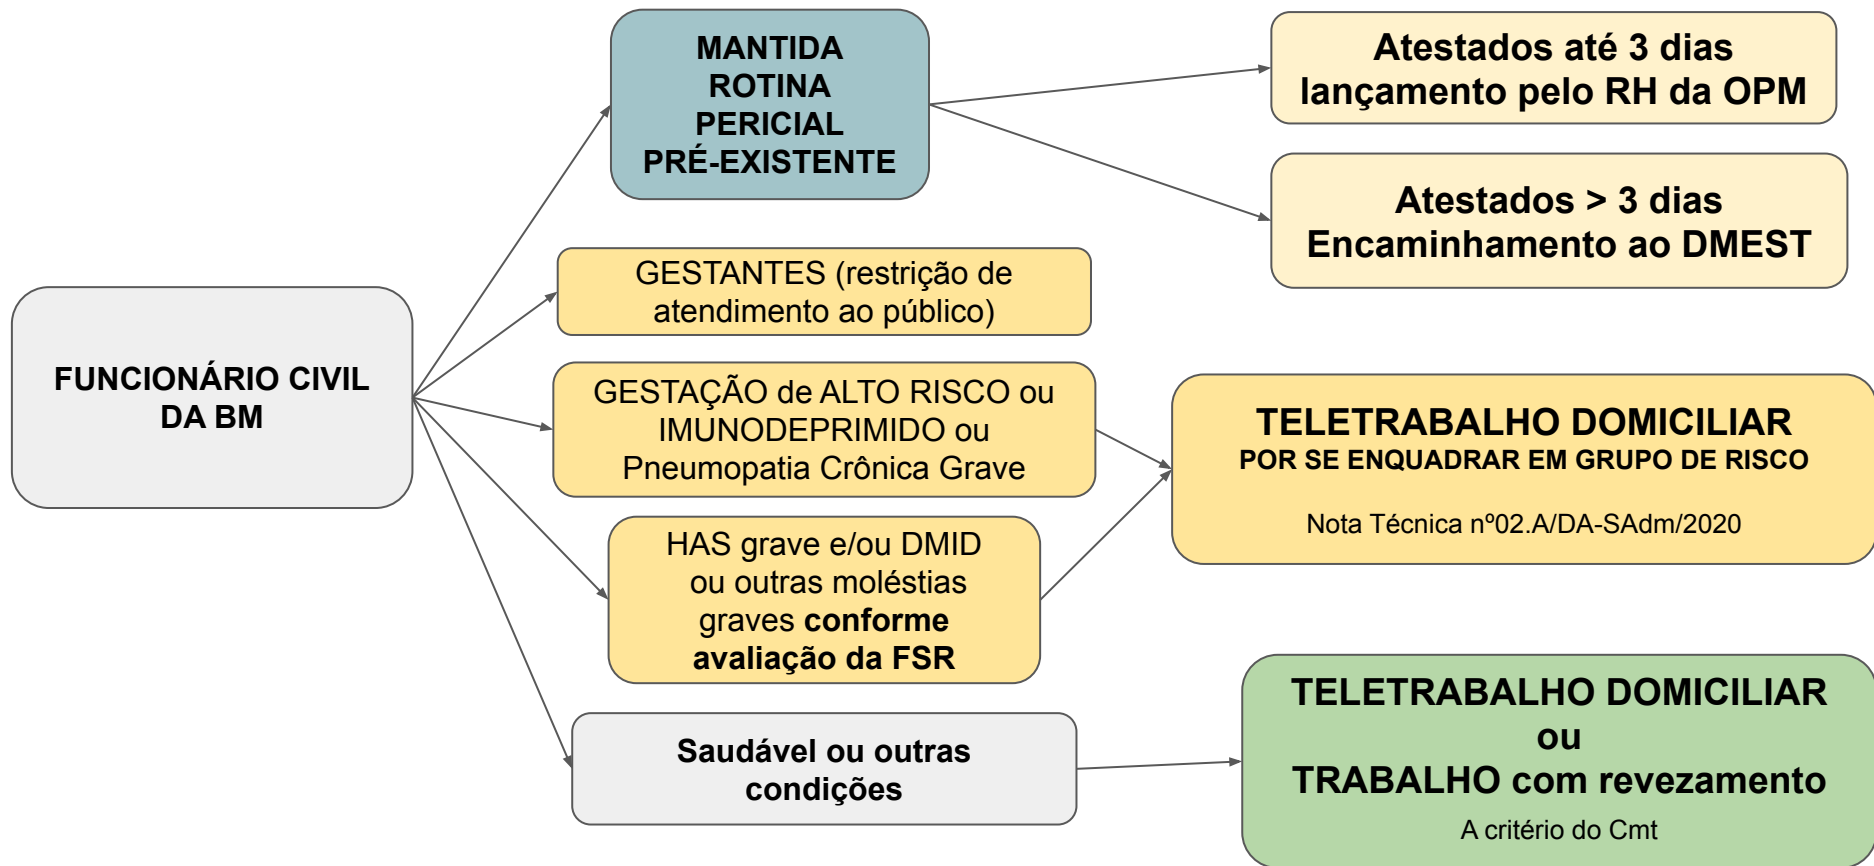 FUNCIONÁRIO CIVIL
DA BM
MANTIDA
ROTINA
PERICIAL
PRÉ-EXISTENTE
Atestados até 3 dias
lançamento pelo RH da OPM
Atestados > 3 dias
Encaminhamento ao DMEST
GESTANTES (restrição de
atendimento ao público)
GESTAÇÃO de ALTO RISCO ou
IMUNODEPRIMIDO ou
Pneumopatia Crônica Grave
HAS grave e/ou DMID
ou outras moléstias
graves conforme
avaliação da FSR
TELETRABALHO DOMICILIAR
POR SE ENQUADRAR EM GRUPO DE RISCO
Nota Técnica nº02.A/DA-SAdm/2020
Saudável ou outras
condições
TELETRABALHO DOMICILIAR
ou
TRABALHO com revezamento
A critério do Cmt